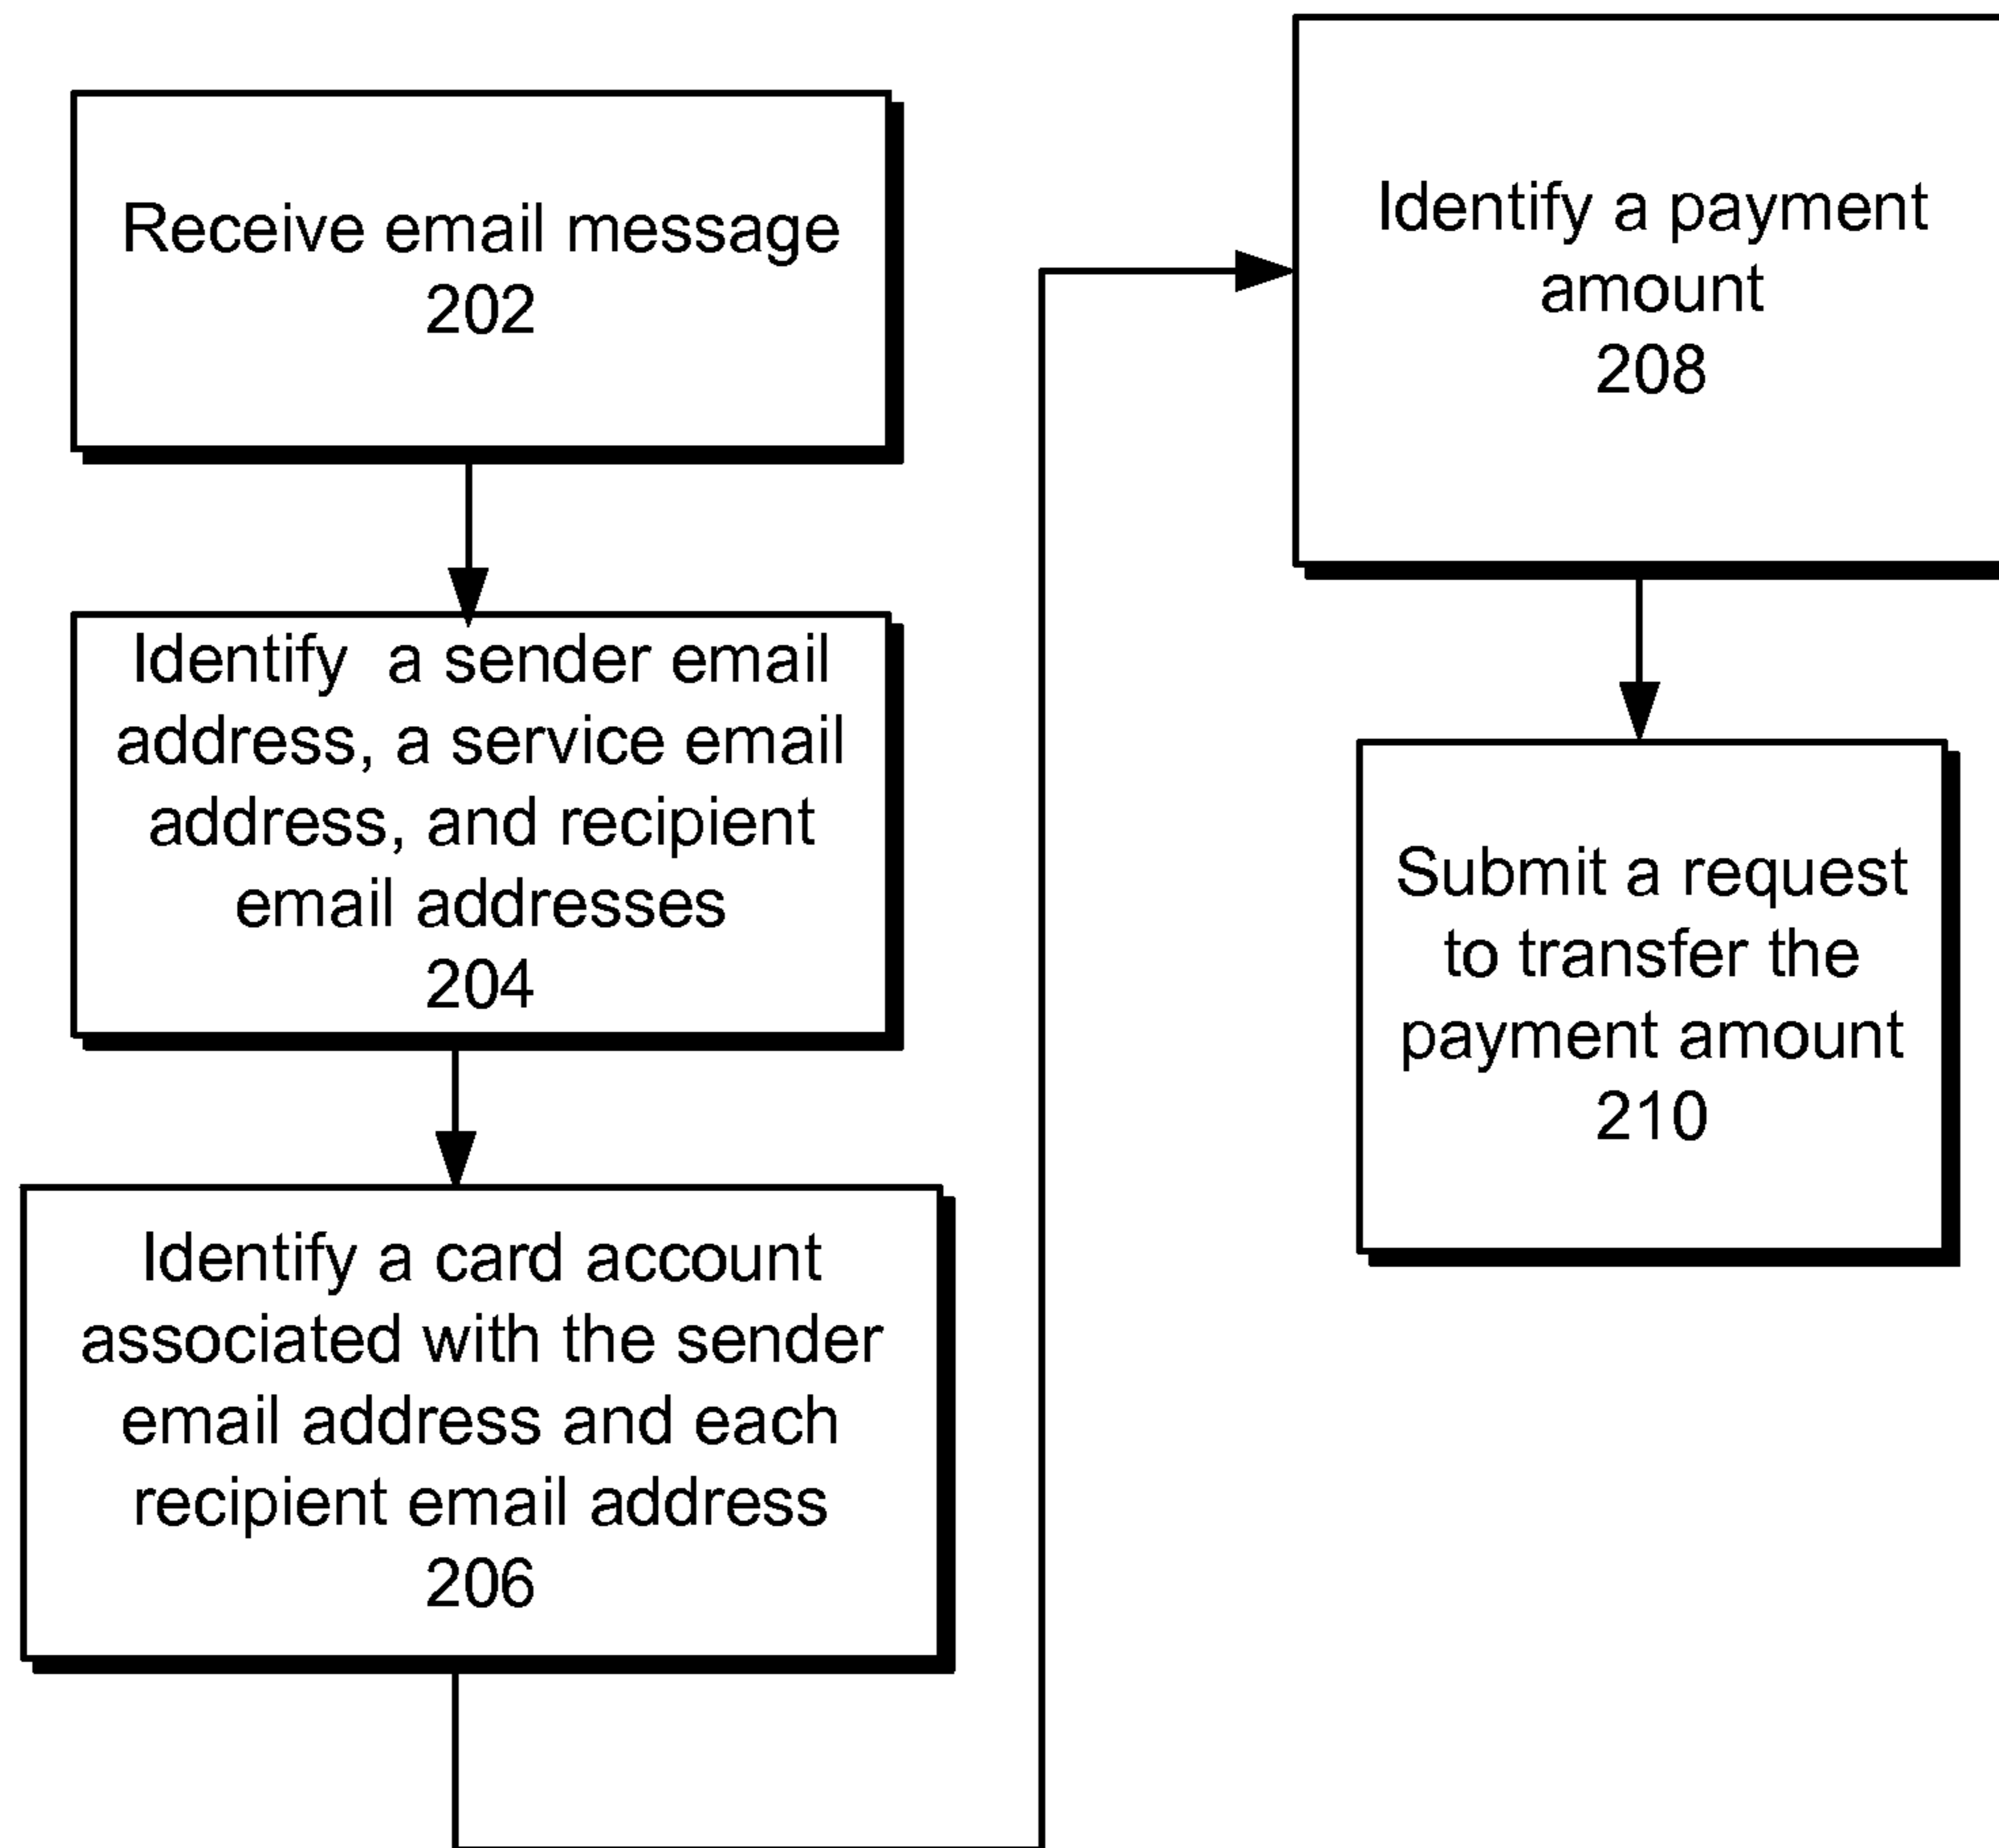 Receive email message
202
Identify a sender email
address, a service email
address, and recipient
email addresses
204
Identify a card account
associated with the sender
email address and each
recipient email address
206
Identify a payment
amount
208
Submit a request
to transfer the
payment amount
210